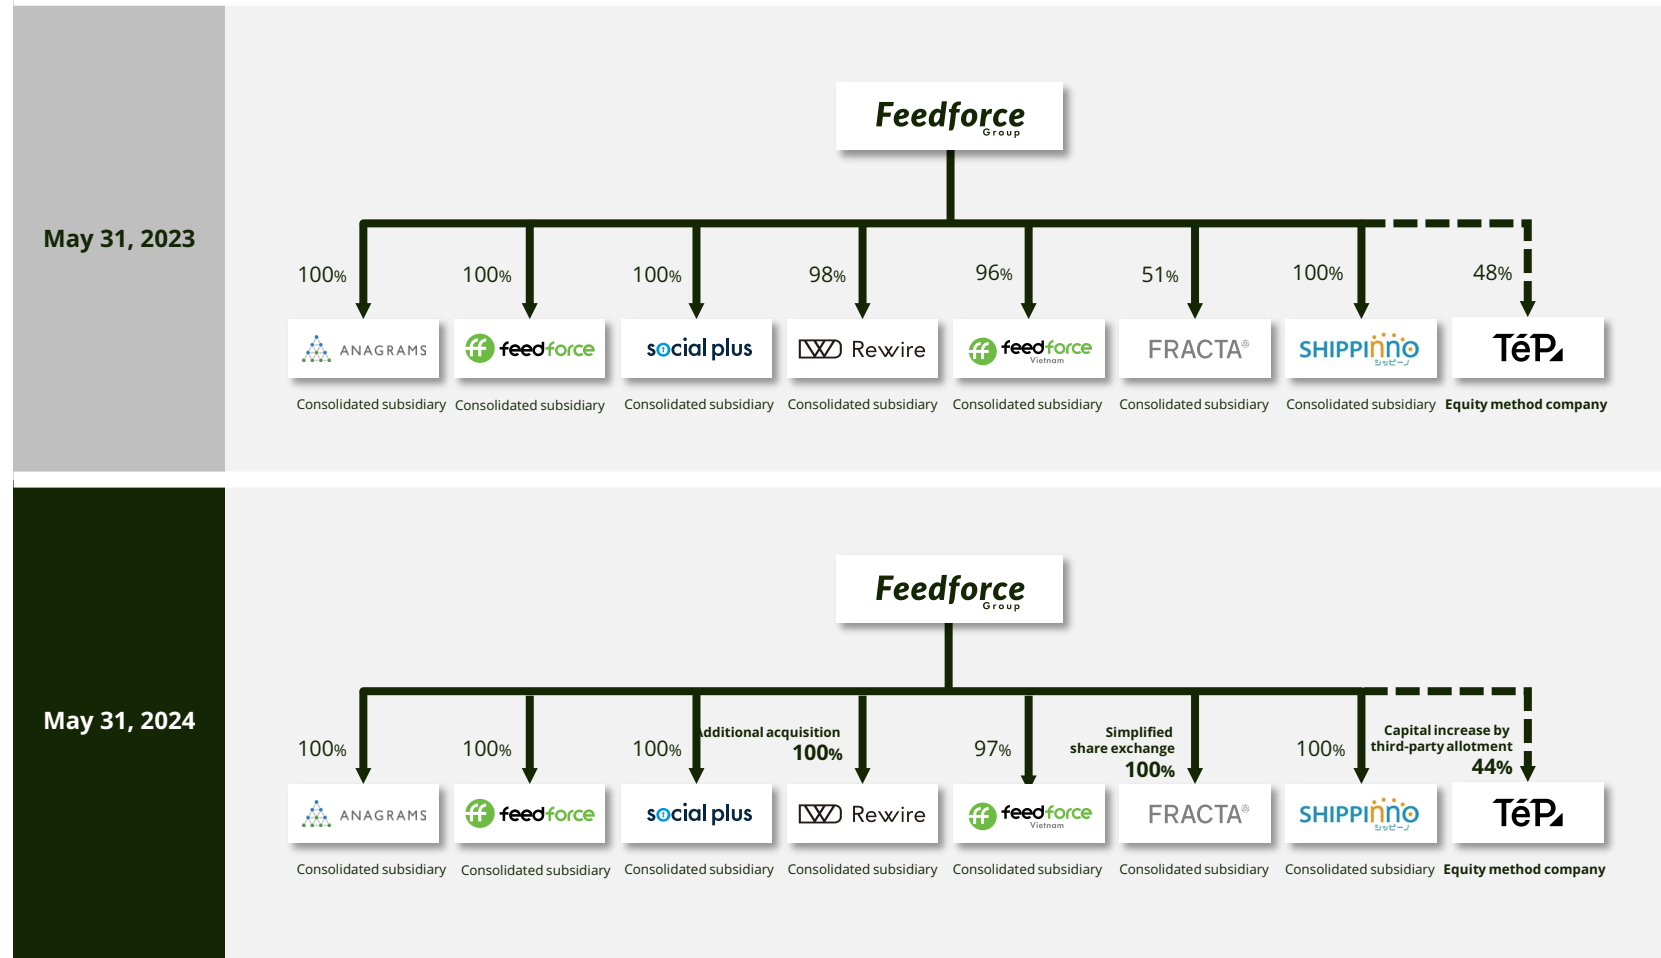 Feedforce
Group
May 31, 2023
100% 100% 100% 98% 96% 51% 100% 48%
ANAGRAMS feedforce social plus Rewire feedforce FRACTA® SHIPPINNO TéP
Vietnam シッピーノ
Consolidated subsidiary Consolidated subsidiary Consolidated subsidiary Consolidated subsidiary Consolidated subsidiary Consolidated subsidiary Consolidated subsidiary Equity method company
Feedforce
Group
May 31, 2024
100% 100% 100% Additional acquisition 100% 97% Simplified share exchange 100% 100% Capital increase by third-party allotment 44%
ANAGRAMS feedforce social plus Rewire feedforce FRACTA® SHIPPINNO TéP
Vietnam シッピーノ
Consolidated subsidiary Consolidated subsidiary Consolidated subsidiary Consolidated subsidiary Consolidated subsidiary Consolidated subsidiary Consolidated subsidiary Equity method company